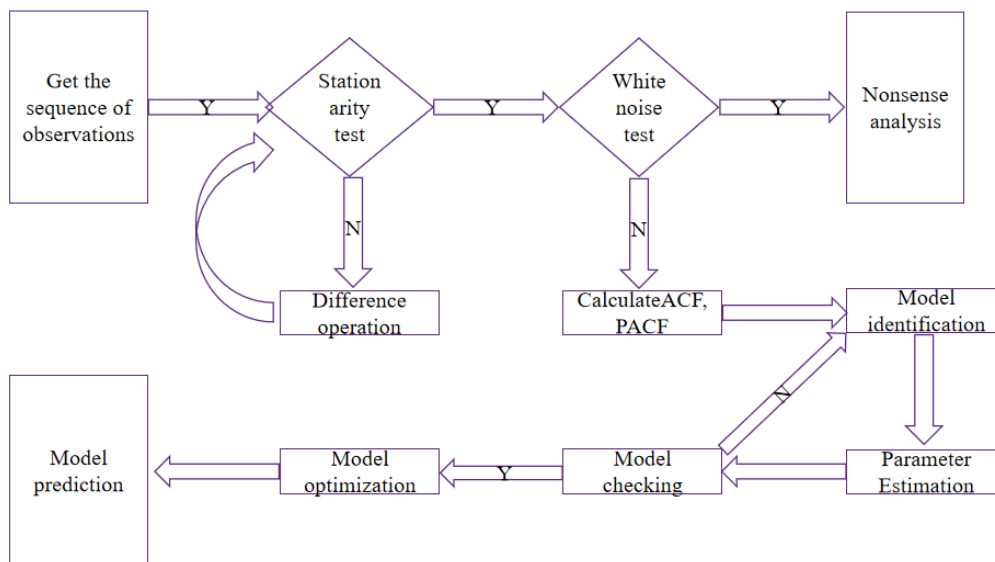 Get the
sequence of
observations
Y
Station
arity
test
Y
White
noise
test
Y
Nonsense
analysis
N
N
Difference
operation
CalculateACF,
PACF
Model
identification
N
Model
prediction
Model
optimization
Y
Model
checking
Parameter
Estimation